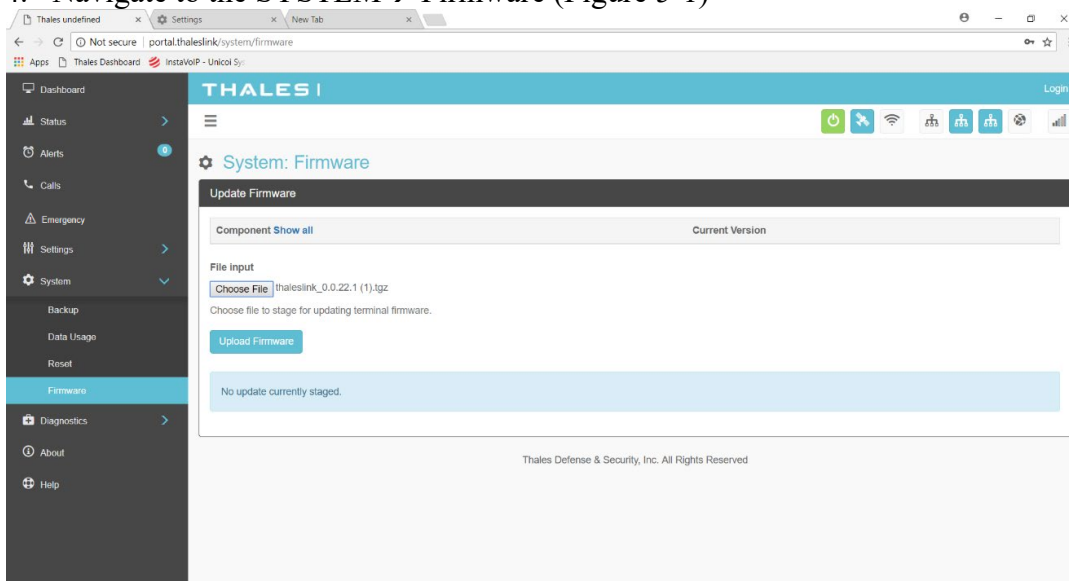 4. Navigate to the SYSTEM → Firmware (Figure 5-1)
Thales undefined × Settings × New Tab ×
Not secure | portal.thaleslink/system/firmware
Apps Thales Dashboard InstaVoIP - Unicoi Sy
Dashboard
THALES
Login
Status
Alerts 0
System: Firmware
Calls
Update Firmware
Emergency
Component Show all Current Version
Settings
File input
System
Choose File thaleslink_0.0.22.1 (1).tgz
Backup
Choose file to stage for updating terminal firmware.
Data Usage
Upload Firmware
Reset
Firmware
No update currently staged.
Diagnostics
About
Thales Defense & Security, Inc. All Rights Reserved
Help